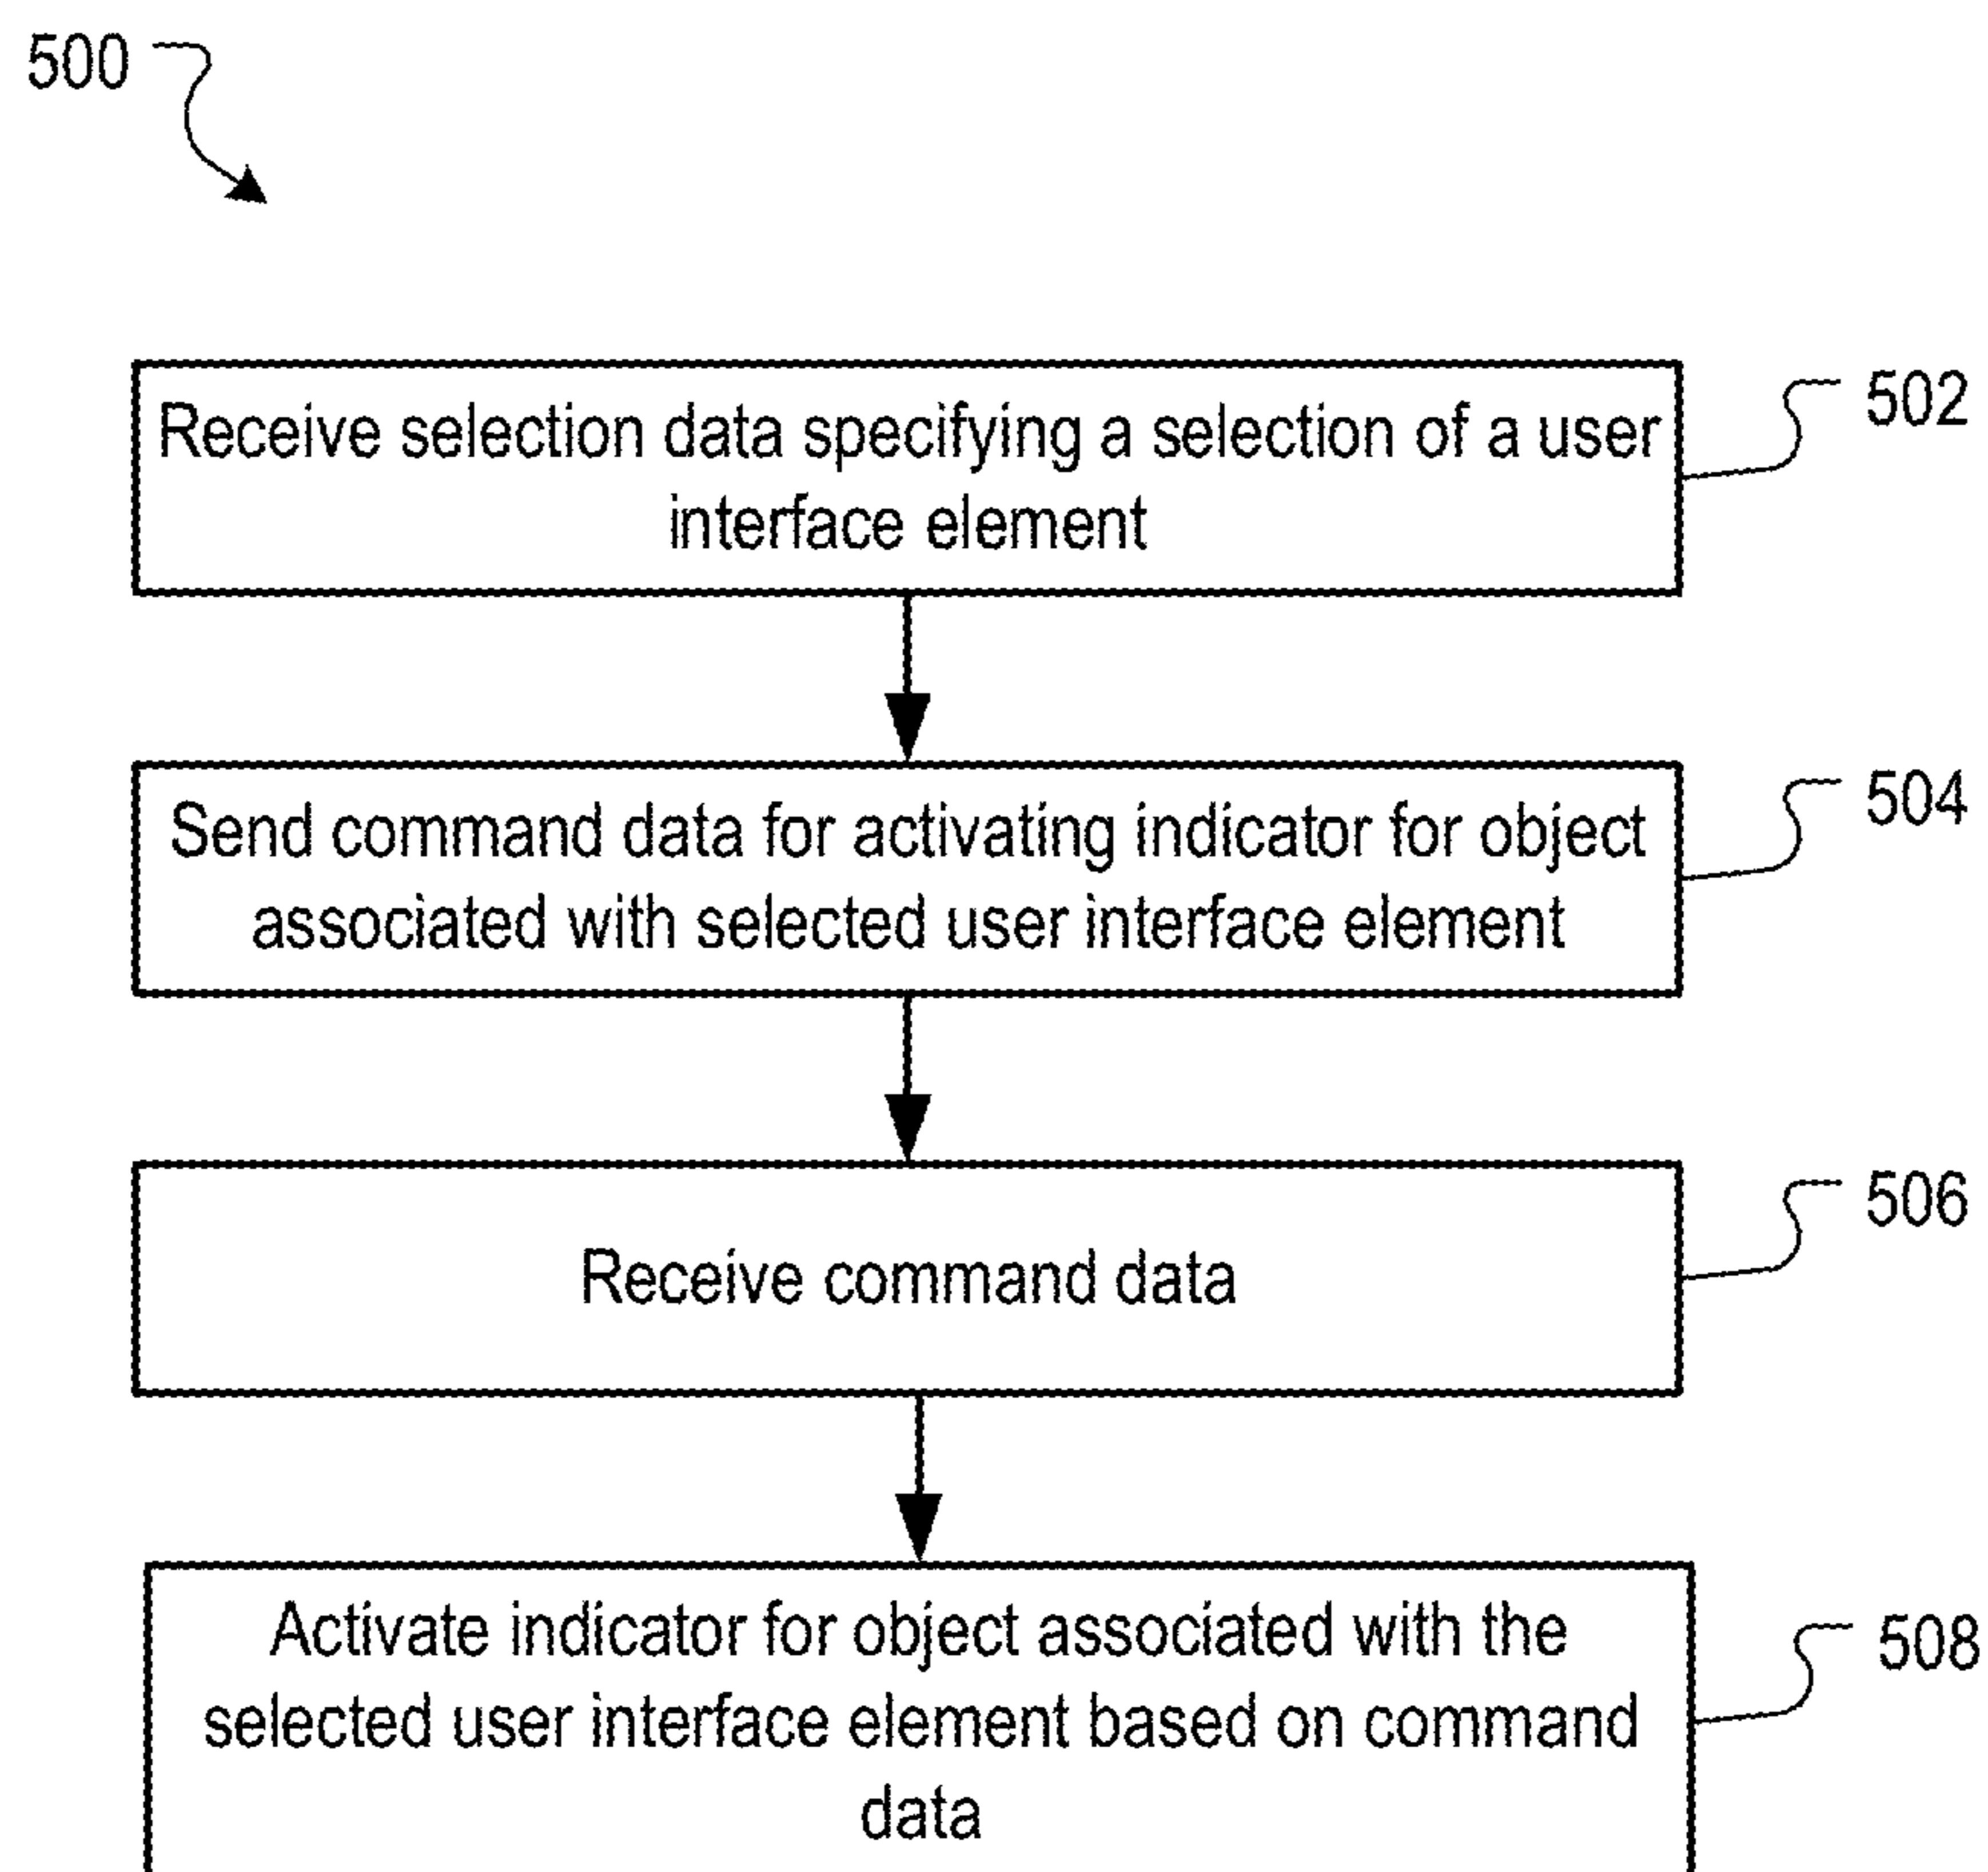 500
Receive selection data specifying a selection of a user
interface element
502
Send command data for activating indicator for object
associated with selected user interface element
504
Receive command data
506
Activate indicator for object associated with the
selected user interface element based on command
data
508